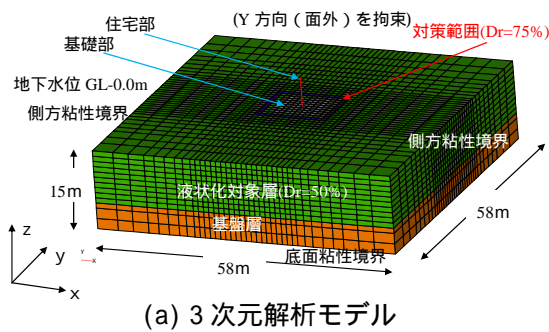 住宅部
(Y 方向（面外）を拘束)
対策範囲(Dr=75%)
基礎部
地下水位 GL-0.0m
側方粘性境界
側方粘性境界
15m
液状化対象層(Dr=50%)
基盤層
58m
底面粘性境界
58m
z
y
x
Y
X
(a) 3 次元解析モデル